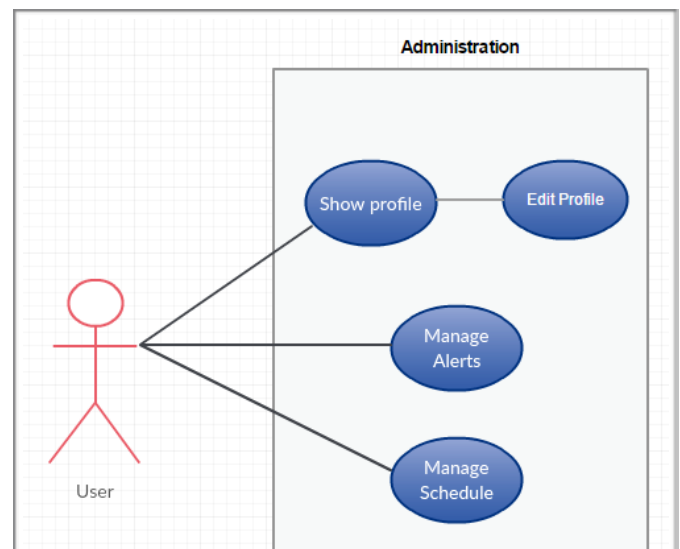 Administration
Show profile
Edit Profile
Manage
Alerts
Manage
Schedule
User